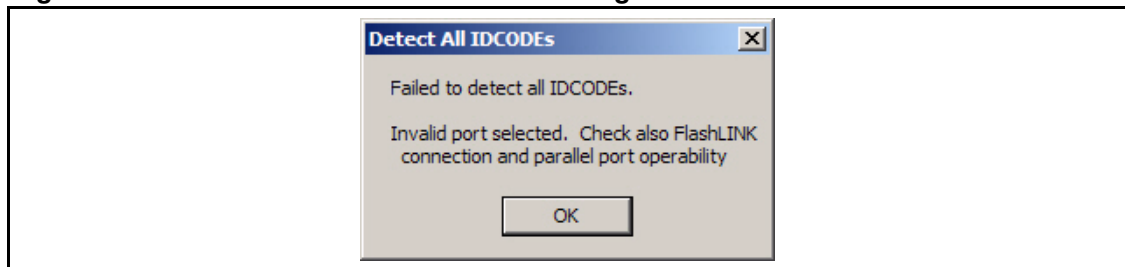 Detect All IDCODEs
Failed to detect all IDCODEs.
Invalid port selected. Check also FlashLINK
connection and parallel port operability
OK